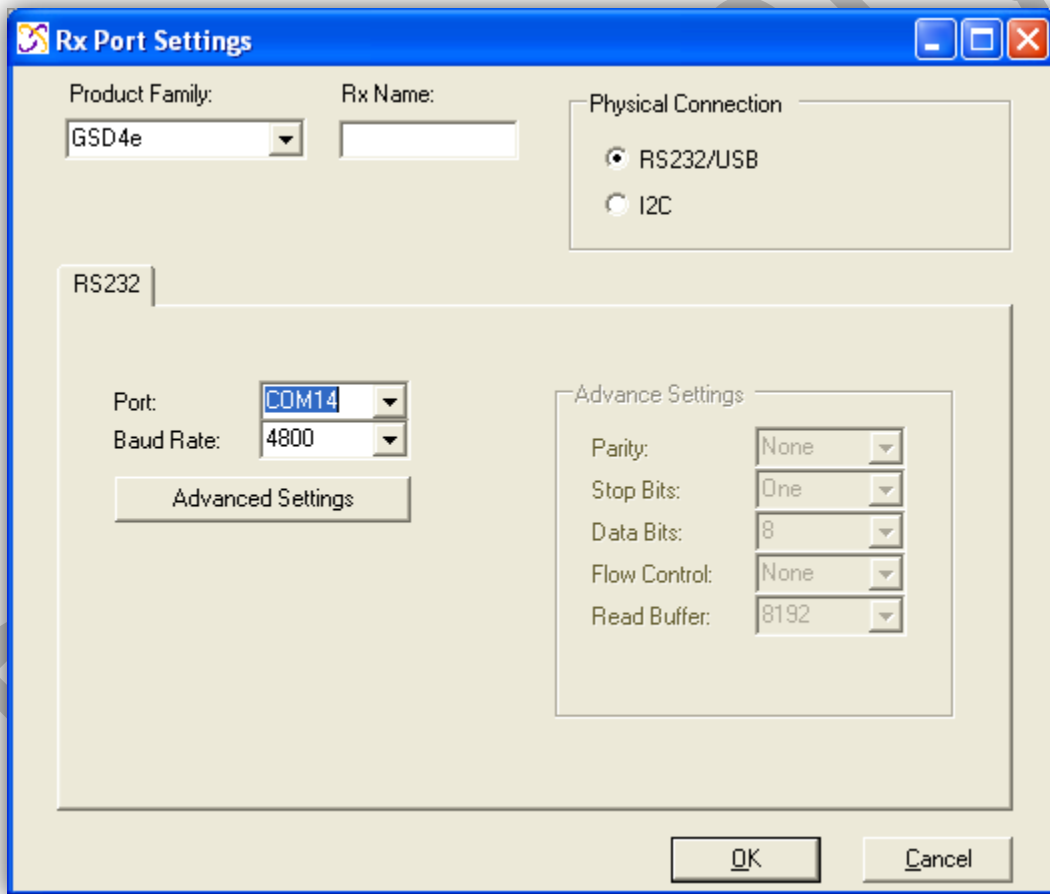 Rx Port Settings
Product Family:
Rx Name:
GSD4e
Physical Connection
RS232/USB
I2C
RS232
Port:
COM14
Baud Rate:
4800
Advanced Settings
Advance Settings
Parity:
None
Stop Bits:
One
Data Bits:
8
Flow Control:
None
Read Buffer:
8192
OK
Cancel